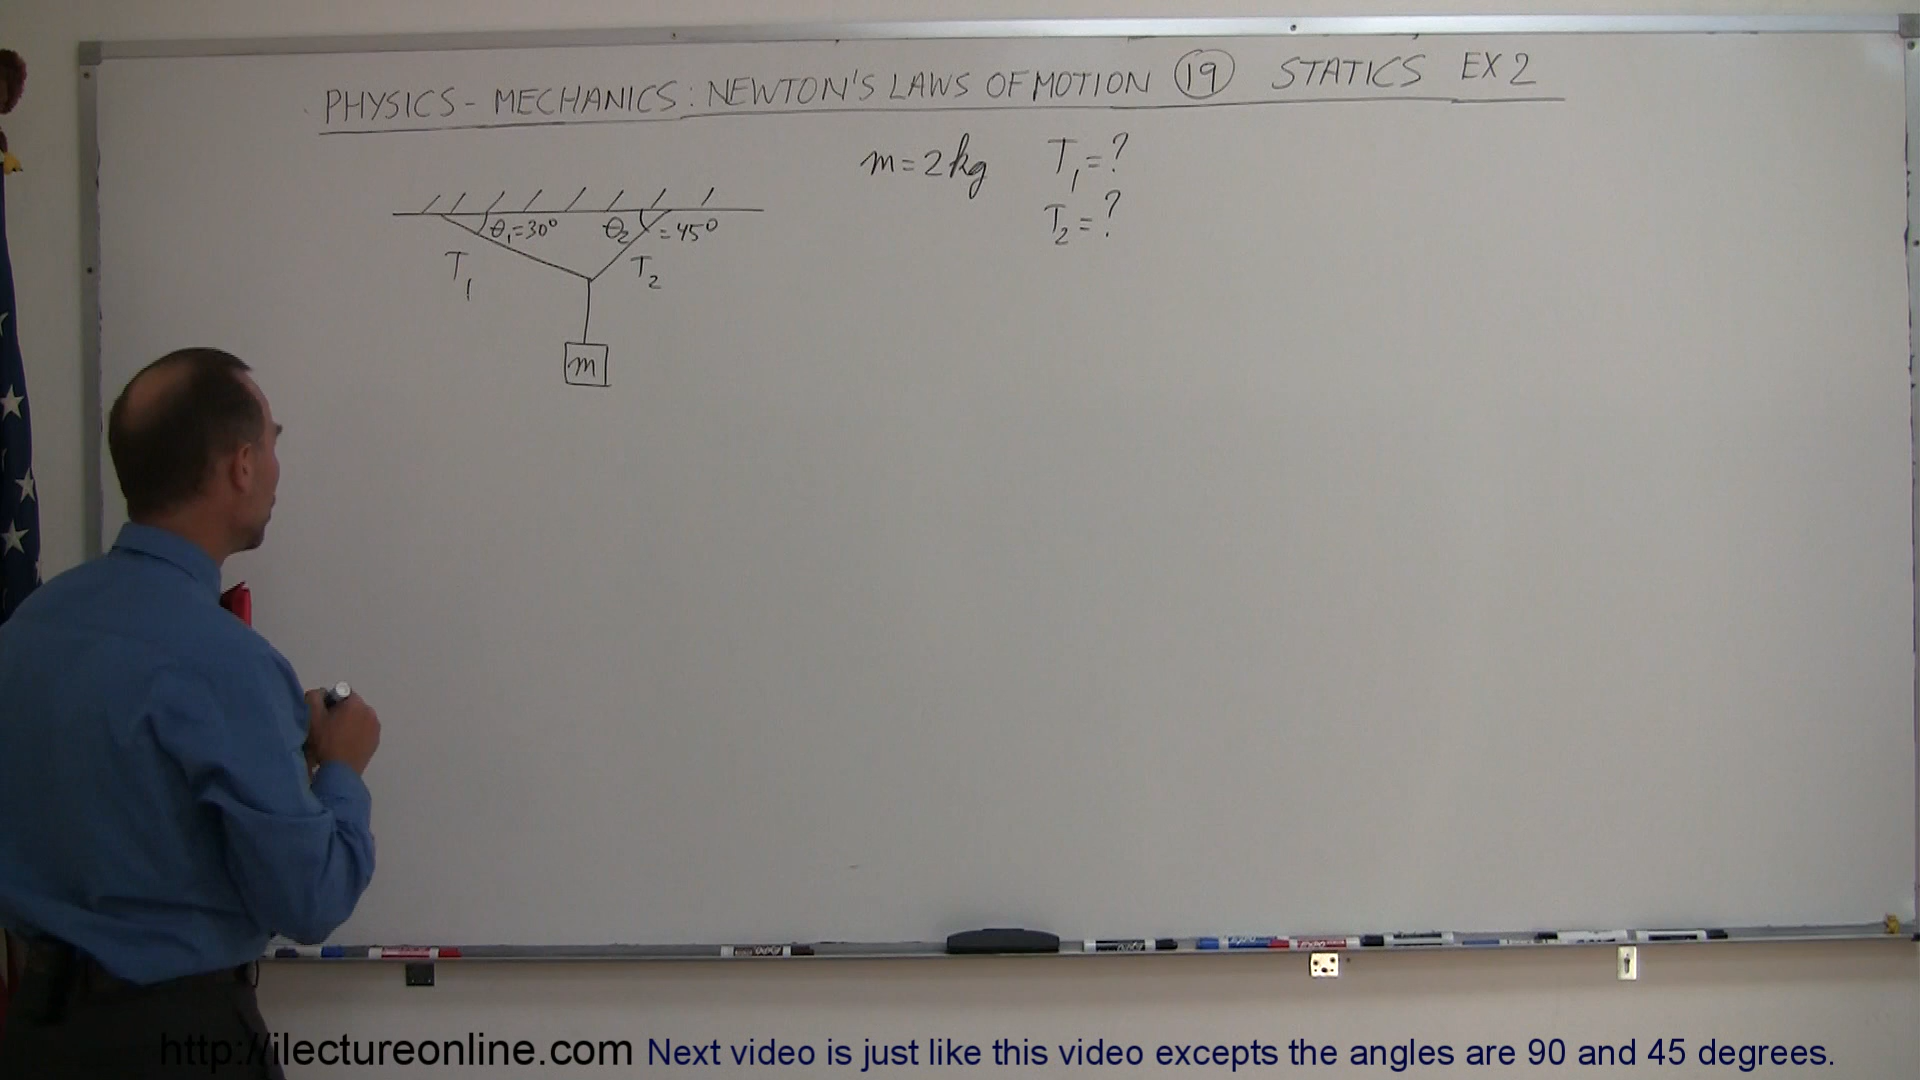 PHYSICS - MECHANICS: NEWTON'S LAWS OF MOTION 19 STATICS EX 2
m = 2 kg T₁ = ?
T₂ = ?
θ₁ = 30° θ₂ = 45°
T₁ T₂
m
http://ilectureonline.com Next video is just like this video excepts the angles are 90 and 45 degrees.